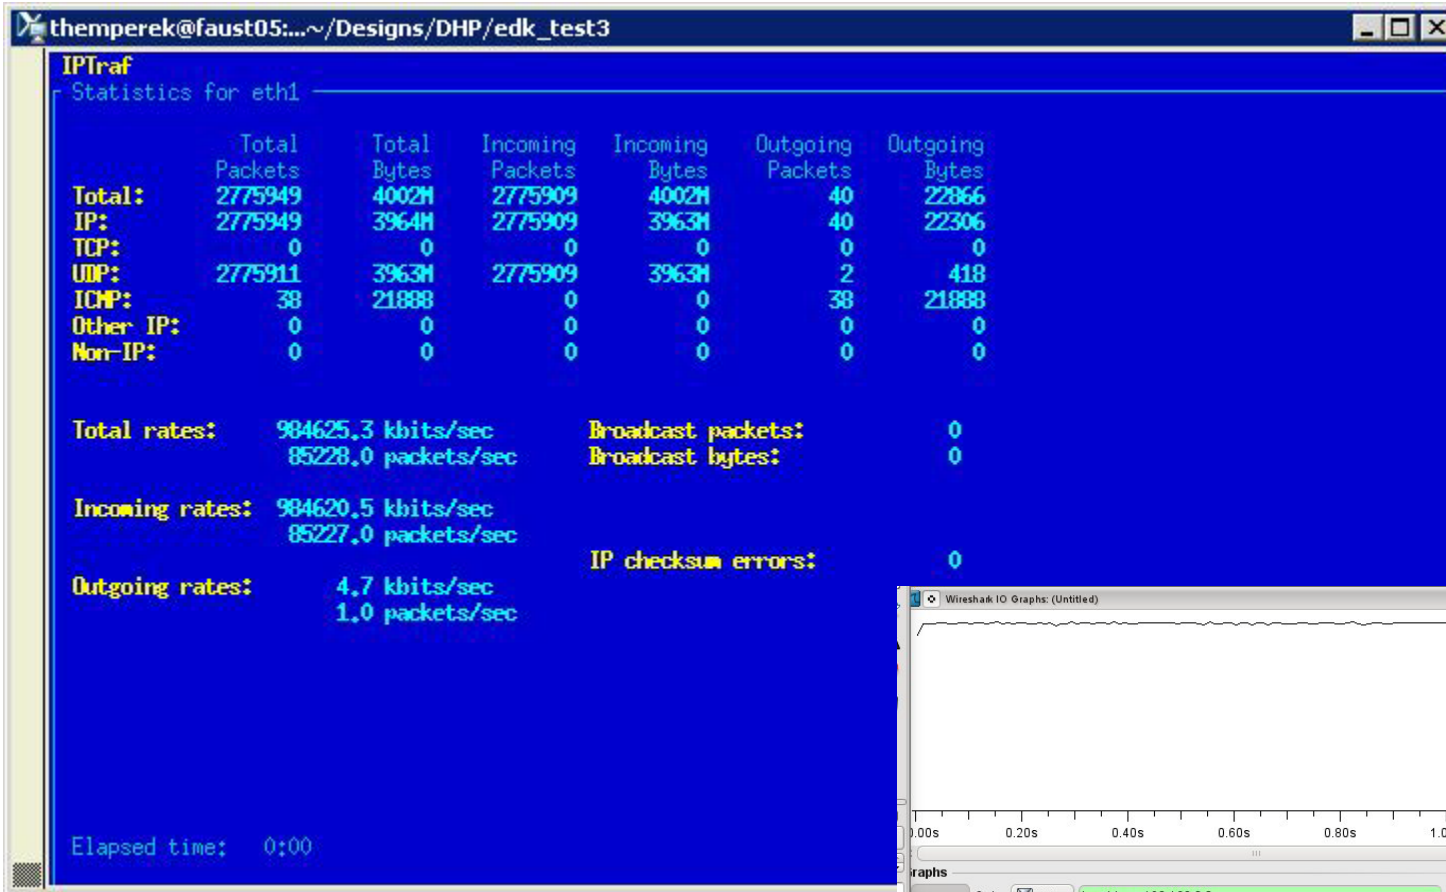 themperek@faust05:...~/Designs/DHP/edk_test3
IPTraf
Statistics for eth1
Total Total Incoming Incoming Outgoing Outgoing
Packets Bytes Packets Bytes Packets Bytes
Total: 2775949 4002M 2775909 4002M 40 22866
IP: 2775949 3964M 2775909 3963M 40 22306
TCP: 0 0 0 0 0 0
UDP: 2775911 3963M 2775909 3963M 2 418
ICMP: 38 21888 0 0 38 21888
Other IP: 0 0 0 0 0 0
Non-IP: 0 0 0 0 0 0
Total rates: 984625.3 kbits/sec Broadcast packets: 0
85228.0 packets/sec Broadcast bytes: 0
Incoming rates: 984620.5 kbits/sec
85227.0 packets/sec
IP checksum errors: 0
Outgoing rates: 4.7 kbits/sec
1.0 packets/sec
Elapsed time: 0:00
Wireshark IO Graphs: (Untitled)
0.20s 0.40s 0.60s 0.80s